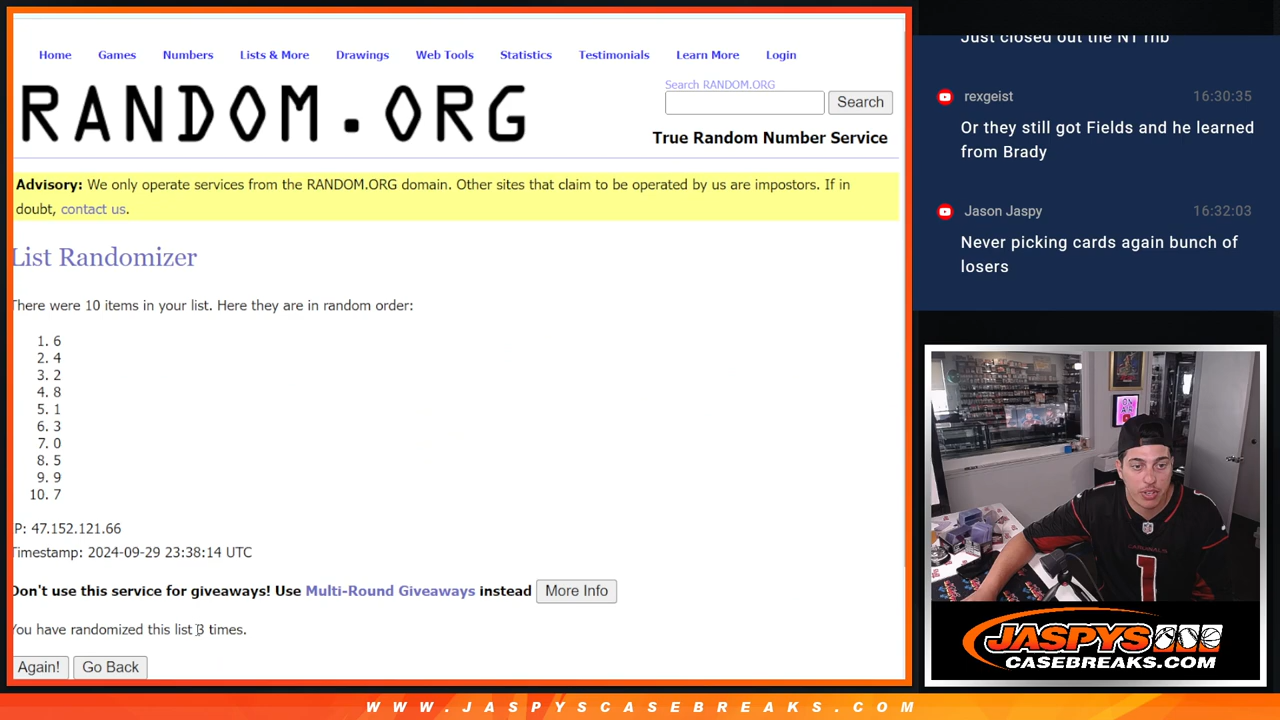 Home Games Numbers Lists & More Drawings Web Tools Statistics Testimonials Learn More Login
RANDOM.ORG
Search RANDOM.ORG
Search
True Random Number Service
Advisory: We only operate services from the RANDOM.ORG domain. Other sites that claim to be operated by us are impostors. If in
doubt, contact us.
List Randomizer
There were 10 items in your list. Here they are in random order:
1. 6
2. 4
3. 2
4. 8
5. 1
6. 3
7. 0
8. 5
9. 9
10. 7
IP: 47.152.121.66
Timestamp: 2024-09-29 23:38:14 UTC
Don't use this service for giveaways! Use Multi-Round Giveaways instead More Info
You have randomized this list 3 times.
Again! Go Back
rexgeist 16:30:35
Or they still got Fields and he learned
from Brady
Jason Jaspy 16:32:03
Never picking cards again bunch of
losers
CARDINALS
1
JASPYS
CASEBREAKS.COM
WWW.JASPYSCASEBREAKS.COM